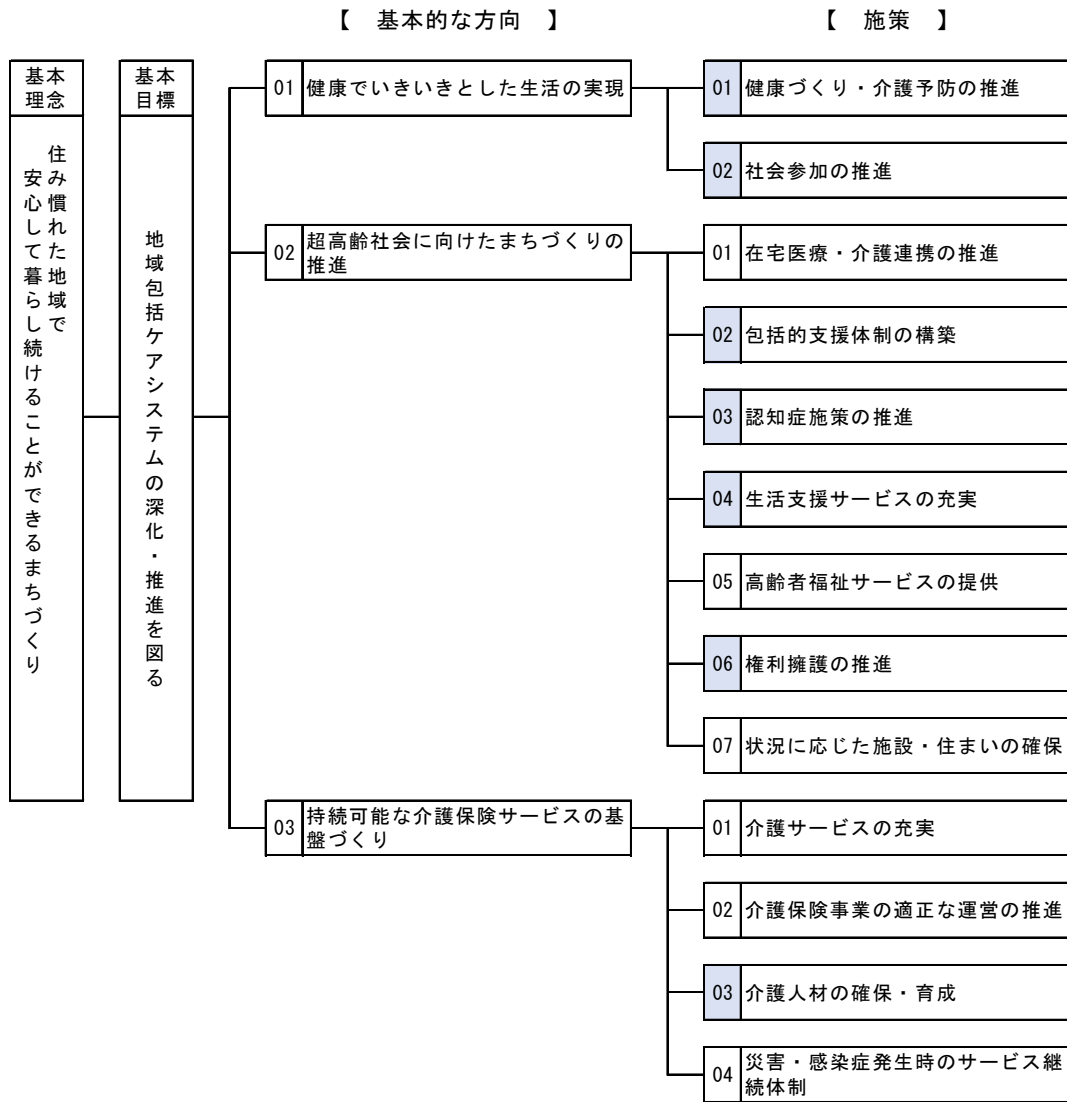 【 基本的な方向 】
【 施策 】
基本
理念
住み慣れた地域で
安心して暮らし続けることができるまちづくり
基本
目標
地域包括ケアシステムの深化・推進を図る
01 健康でいきいきとした生活の実現
01 健康づくり・介護予防の推進
02 社会参加の推進
02 超高齢社会に向けたまちづくりの
推進
01 在宅医療・介護連携の推進
02 包括的支援体制の構築
03 認知症施策の推進
04 生活支援サービスの充実
05 高齢者福祉サービスの提供
06 権利擁護の推進
07 状況に応じた施設・住まいの確保
03 持続可能な介護保険サービスの基
盤づくり
01 介護サービスの充実
02 介護保険事業の適正な運営の推進
03 介護人材の確保・育成
04 災害・感染症発生時のサービス継
続体制